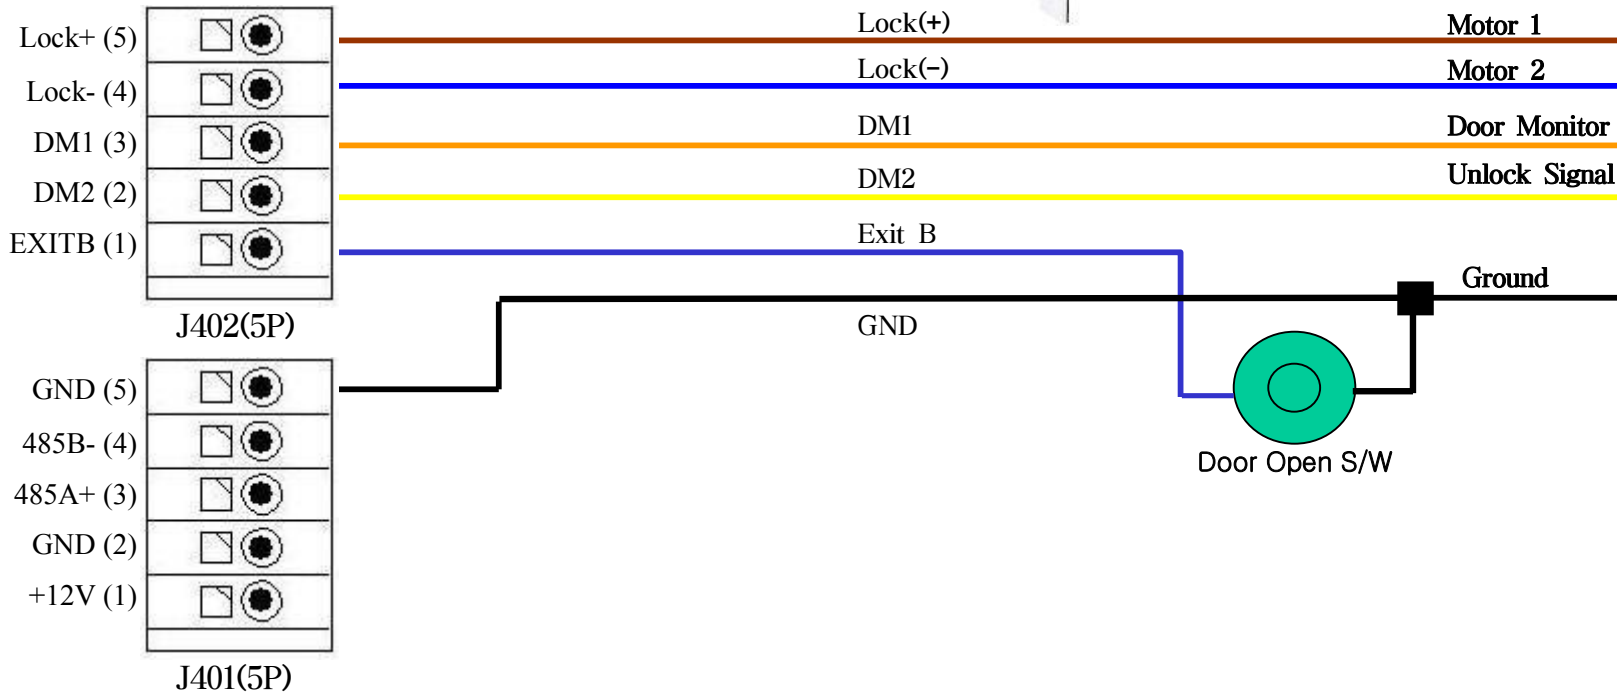 Lock+ (5) Lock(+) Motor 1
Lock- (4) Lock(-) Motor 2
DM1 (3) DM1 Door Monitor
DM2 (2) DM2 Unlock Signal
EXITB (1) Exit B
Ground
J402(5P) GND
GND (5)
485B- (4)
Door Open S/W
485A+ (3)
GND (2)
+12V (1)
J401(5P)